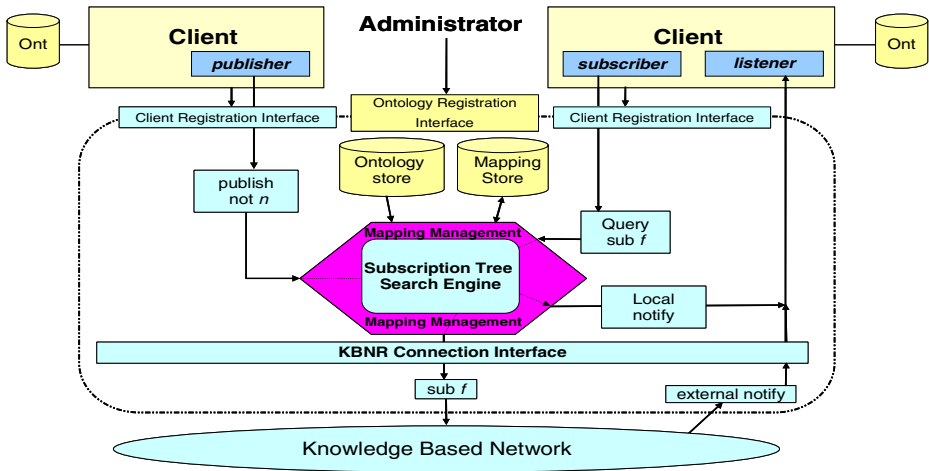 Administrator
Client
Client
Ont
Ont
publisher
subscriber
listener
Client Registration Interface
Ontology Registration
Interface
Client Registration Interface
Ontology
store
Mapping
Store
publish
not n
Query
sub f
Mapping Management
Subscription Tree
Search Engine
Mapping Management
Local
notify
KBNR Connection Interface
sub f
external notify
Knowledge Based Network